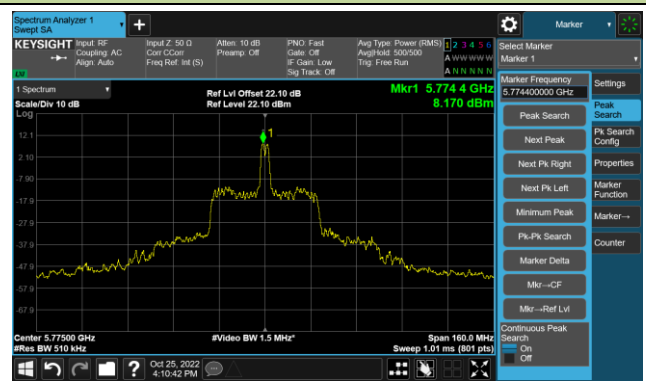 Spectrum Analyzer 1
Swept SA
Marker
KEYSIGHT
Input: RF
Coupling: AC
Align: Auto
Input Z: 50 Ω
Corr CCorr
Freq Ref: Int (S)
Atten: 10 dB
Preamp: Off
PNO: Fast
Gate: Off
IF Gain: Low
Sig Track: Off
Avg Type: Power (RMS)
Avg|Hold: 500/500
Trig: Free Run
1 2 3 4 5 6
A W W W W W
A N N N N N
LXI
Select Marker
Marker 1
1 Spectrum
Scale/Div 10 dB
Log
Ref Lvl Offset 22.10 dB
Ref Level 22.10 dBm
Mkr1 5.774 4 GHz
8.170 dBm
1
12.1
2.10
-7.90
-17.9
-27.9
-37.9
-47.9
-57.9
-67.9
Center 5.77500 GHz
#Res BW 510 kHz
#Video BW 1.5 MHz*
Span 160.0 MHz
Sweep 1.01 ms (801 pts)
Marker Frequency
5.774400000 GHz
Peak Search
Next Peak
Next Pk Right
Next Pk Left
Minimum Peak
Pk-Pk Search
Marker Delta
Mkr→CF
Mkr→Ref Lvl
Continuous Peak
Search
On
Off
Settings
Peak
Search
Pk Search
Config
Properties
Marker
Function
Marker→
Counter
Oct 25, 2022
4:10:42 PM